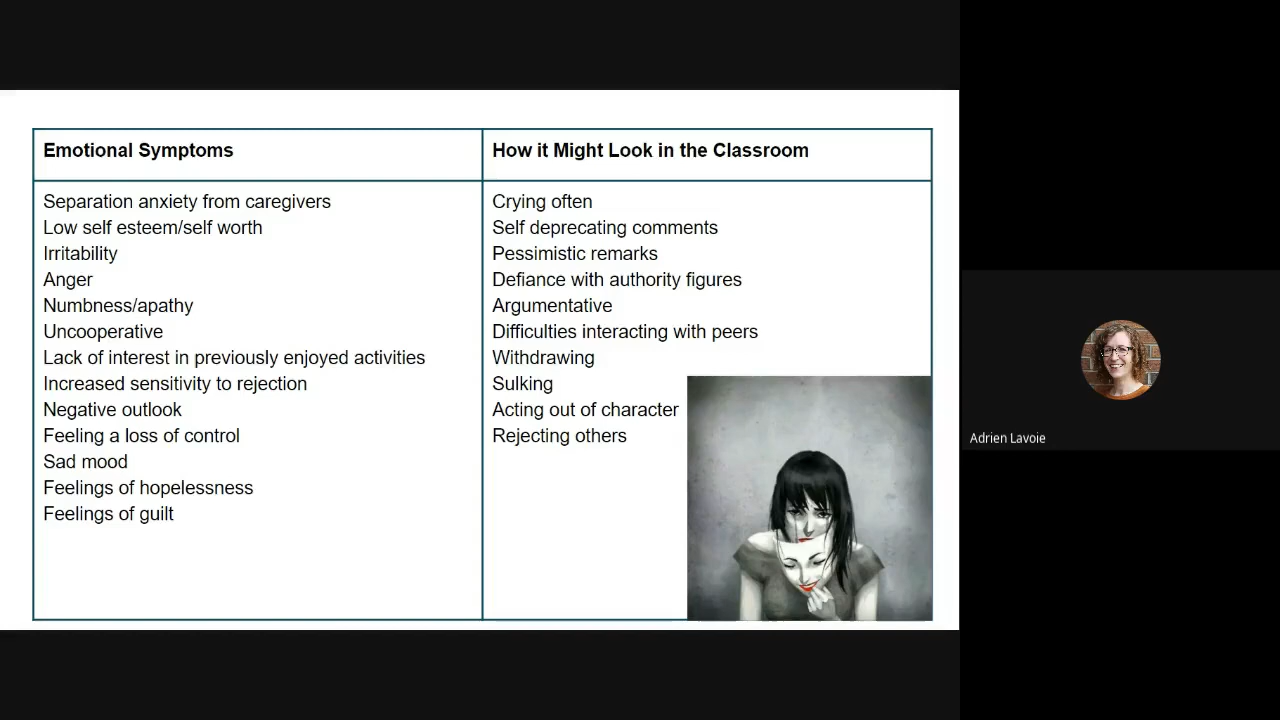 Emotional Symptoms
How it Might Look in the Classroom
Separation anxiety from caregivers
Low self esteem/self worth
Irritability
Anger
Numbness/apathy
Uncooperative
Lack of interest in previously enjoyed activities
Increased sensitivity to rejection
Negative outlook
Feeling a loss of control
Sad mood
Feelings of hopelessness
Feelings of guilt
Crying often
Self deprecating comments
Pessimistic remarks
Defiance with authority figures
Argumentative
Difficulties interacting with peers
Withdrawing
Sulking
Acting out of character
Rejecting others
Adrien Lavoie